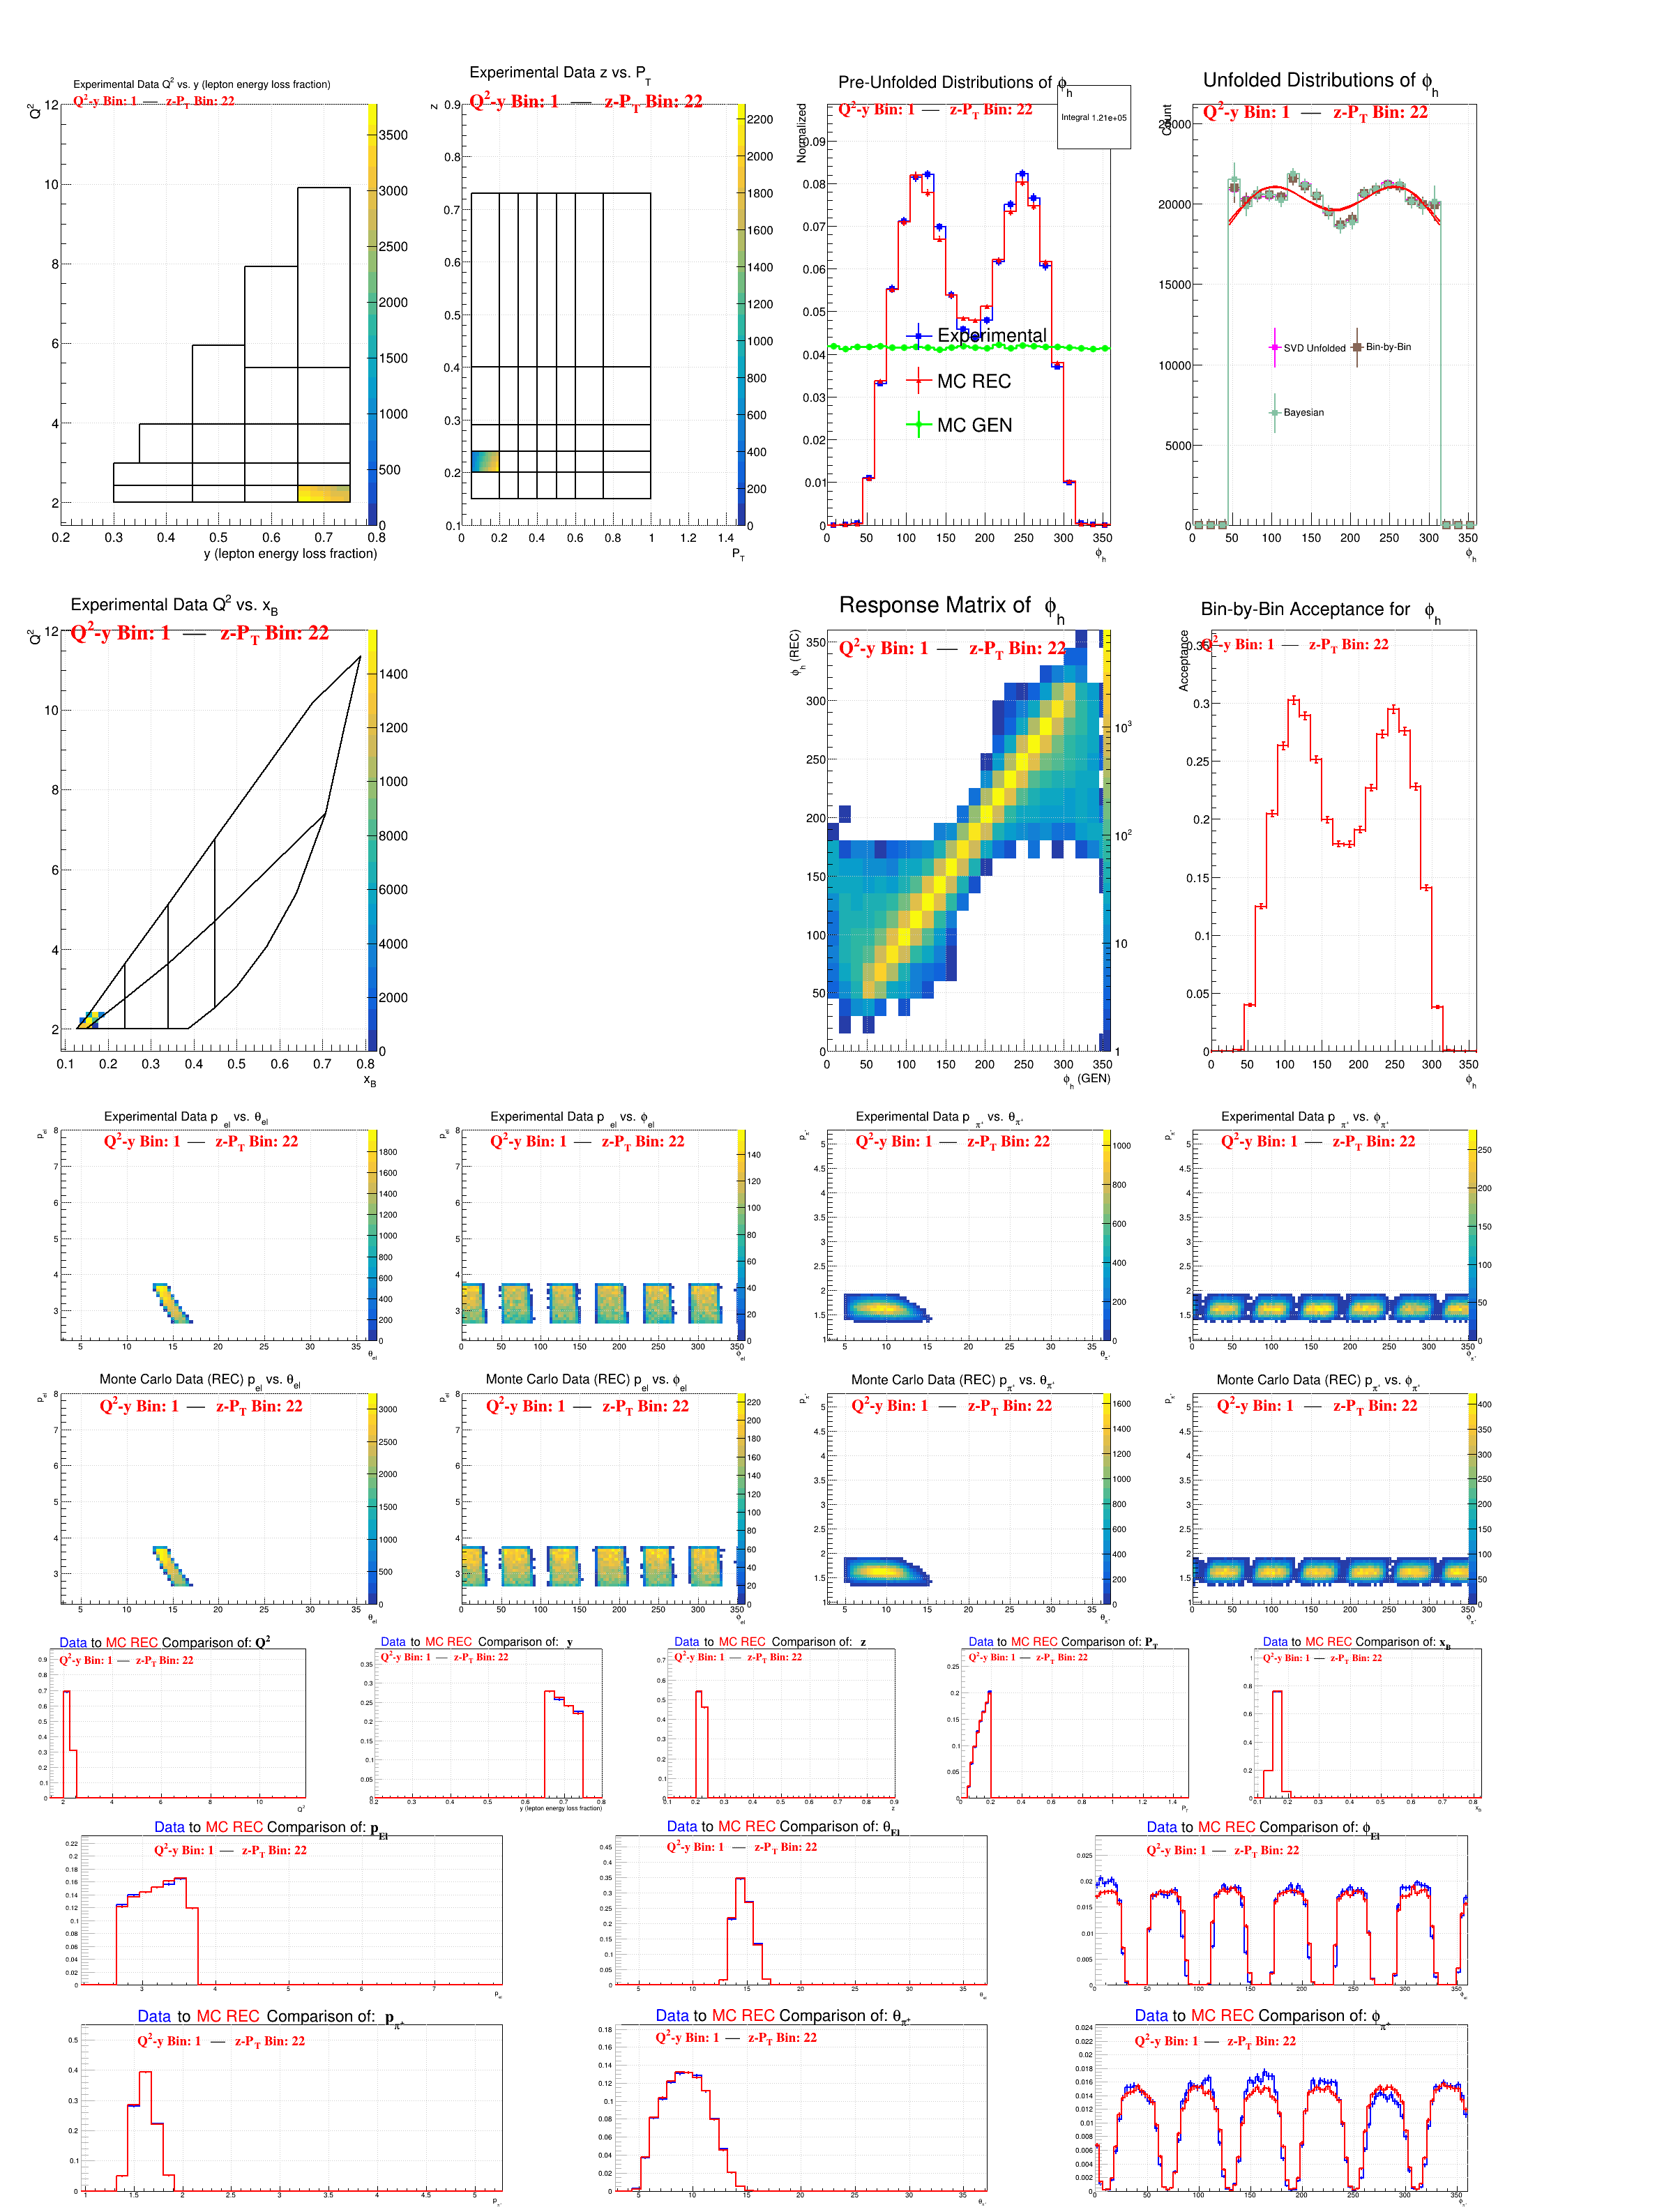 Experimental Data Q² vs. y (lepton energy loss fraction)
Q²-y Bin: 1 — z-P_T Bin: 22
Q²
y (lepton energy loss fraction)
Experimental Data z vs. P_T
Q²-y Bin: 1 — z-P_T Bin: 22
z
P_T
Pre-Unfolded Distributions of ϕ_h
Q²-y Bin: 1 — z-P_T Bin: 22
Integral 1.21e+05
Normalized
Experimental
MC REC
MC GEN
ϕ_h
Unfolded Distributions of ϕ_h
Q²-y Bin: 1 — z-P_T Bin: 22
Count
SVD Unfolded
Bin-by-Bin
Bayesian
ϕ_h
Experimental Data Q² vs. x_B
Q²-y Bin: 1 — z-P_T Bin: 22
Q²
x_B
Response Matrix of ϕ_h
Q²-y Bin: 1 — z-P_T Bin: 22
ϕ_h (REC)
ϕ_h (GEN)
Bin-by-Bin Acceptance for ϕ_h
Q²-y Bin: 1 — z-P_T Bin: 22
Acceptance
ϕ_h
Experimental Data p_el vs. θ_el
Q²-y Bin: 1 — z-P_T Bin: 22
Experimental Data p_el vs. ϕ_el
Q²-y Bin: 1 — z-P_T Bin: 22
Experimental Data p_π⁺ vs. θ_π⁺
Q²-y Bin: 1 — z-P_T Bin: 22
Experimental Data p_π⁺ vs. ϕ_π⁺
Q²-y Bin: 1 — z-P_T Bin: 22
Monte Carlo Data (REC) p_el vs. θ_el
Q²-y Bin: 1 — z-P_T Bin: 22
Monte Carlo Data (REC) p_el vs. ϕ_el
Q²-y Bin: 1 — z-P_T Bin: 22
Monte Carlo Data (REC) p_π⁺ vs. θ_π⁺
Q²-y Bin: 1 — z-P_T Bin: 22
Monte Carlo Data (REC) p_π⁺ vs. ϕ_π⁺
Q²-y Bin: 1 — z-P_T Bin: 22
Data to MC REC Comparison of: Q²
Q²-y Bin: 1 — z-P_T Bin: 22
Q²
Data to MC REC Comparison of: y
Q²-y Bin: 1 — z-P_T Bin: 22
y (lepton energy loss fraction)
Data to MC REC Comparison of: z
Q²-y Bin: 1 — z-P_T Bin: 22
z
Data to MC REC Comparison of: P_T
Q²-y Bin: 1 — z-P_T Bin: 22
P_T
Data to MC REC Comparison of: x_B
Q²-y Bin: 1 — z-P_T Bin: 22
x_B
Data to MC REC Comparison of: p_El
Q²-y Bin: 1 — z-P_T Bin: 22
Data to MC REC Comparison of: θ_El
Q²-y Bin: 1 — z-P_T Bin: 22
Data to MC REC Comparison of: ϕ_El
Q²-y Bin: 1 — z-P_T Bin: 22
Data to MC REC Comparison of: p_π⁺
Q²-y Bin: 1 — z-P_T Bin: 22
Data to MC REC Comparison of: θ_π⁺
Q²-y Bin: 1 — z-P_T Bin: 22
Data to MC REC Comparison of: ϕ_π⁺
Q²-y Bin: 1 — z-P_T Bin: 22